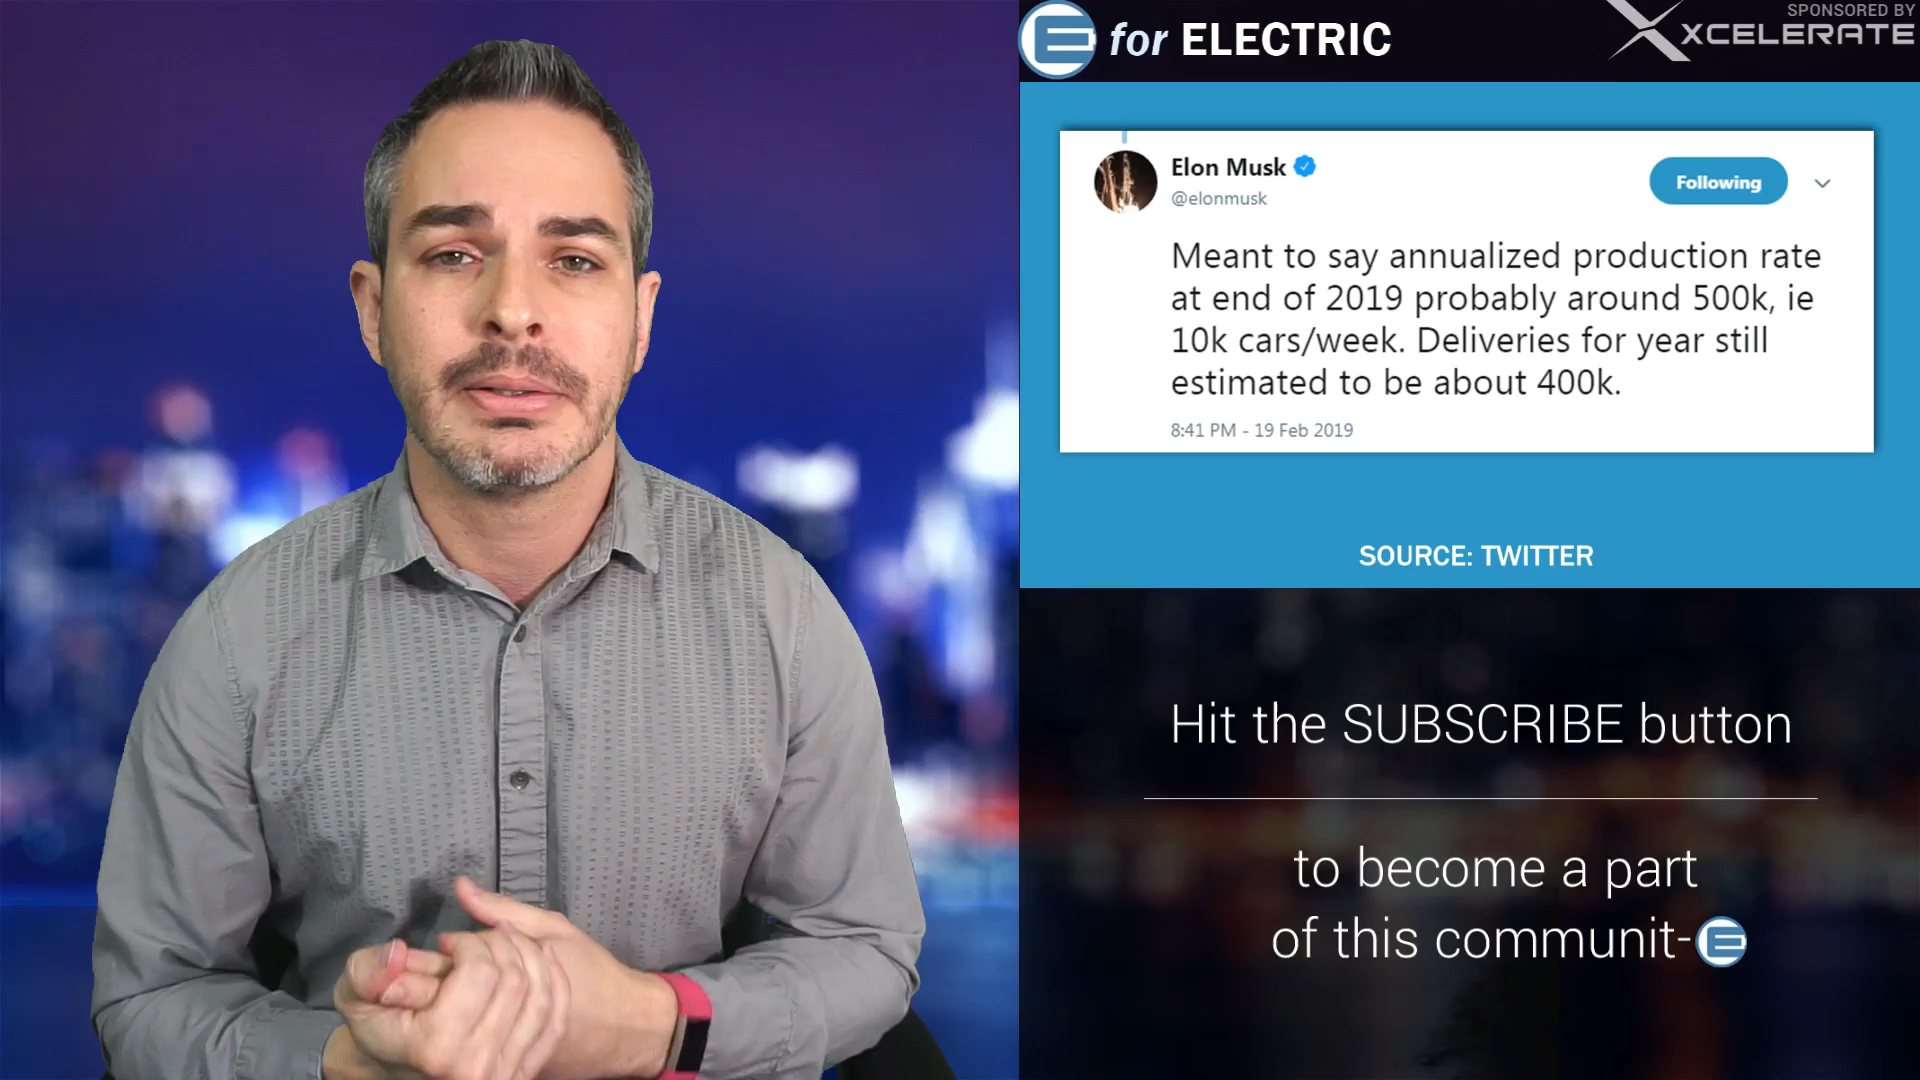 E for ELECTRIC
SPONSORED BY
XCELERATE
Elon Musk
@elonmusk
Following
Meant to say annualized production rate
at end of 2019 probably around 500k, ie
10k cars/week. Deliveries for year still
estimated to be about 400k.
8:41 PM - 19 Feb 2019
SOURCE: TWITTER
Hit the SUBSCRIBE button
to become a part
of this communit-E